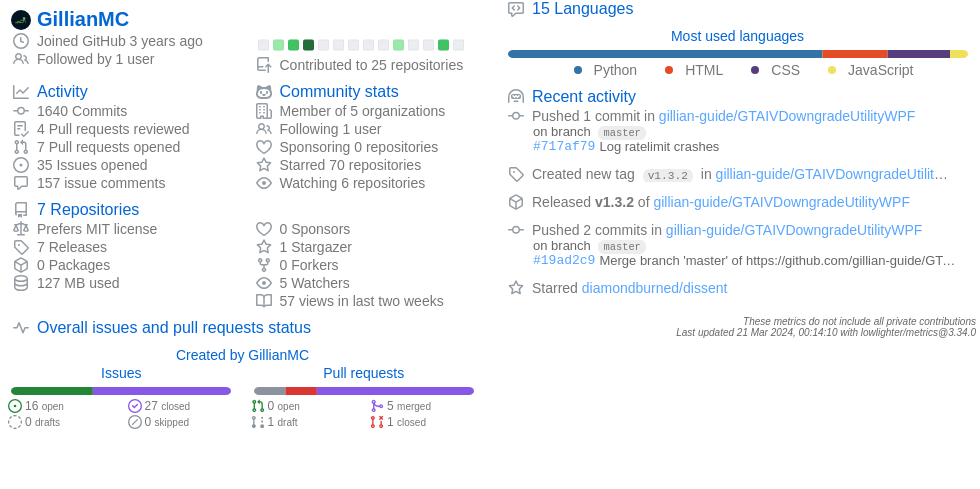 GillianMC
Joined GitHub 3 years ago
Followed by 1 user
Contributed to 25 repositories
Activity
1640 Commits
4 Pull requests reviewed
7 Pull requests opened
35 Issues opened
157 issue comments
Community stats
Member of 5 organizations
Following 1 user
Sponsoring 0 repositories
Starred 70 repositories
Watching 6 repositories
7 Repositories
Prefers MIT license
7 Releases
0 Packages
127 MB used
0 Sponsors
1 Stargazer
0 Forkers
5 Watchers
57 views in last two weeks
Overall issues and pull requests status
Created by GillianMC
Issues
16 open
27 closed
0 drafts
0 skipped
Pull requests
0 open
5 merged
1 draft
1 closed
15 Languages
Most used languages
Python HTML CSS JavaScript
Recent activity
Pushed 1 commit in gillian-guide/GTAIVDowngradeUtilityWPF
on branch master
#717af79 Log ratelimit crashes
Created new tag v1.3.2 in gillian-guide/GTAIVDowngradeUtilit…
Released v1.3.2 of gillian-guide/GTAIVDowngradeUtilityWPF
Pushed 2 commits in gillian-guide/GTAIVDowngradeUtilityWPF
on branch master
#19ad2c9 Merge branch 'master' of https://github.com/gillian-guide/GT…
Starred diamondburned/dissent
These metrics do not include all private contributions
Last updated 21 Mar 2024, 00:14:10 with lowlighter/metrics@3.34.0